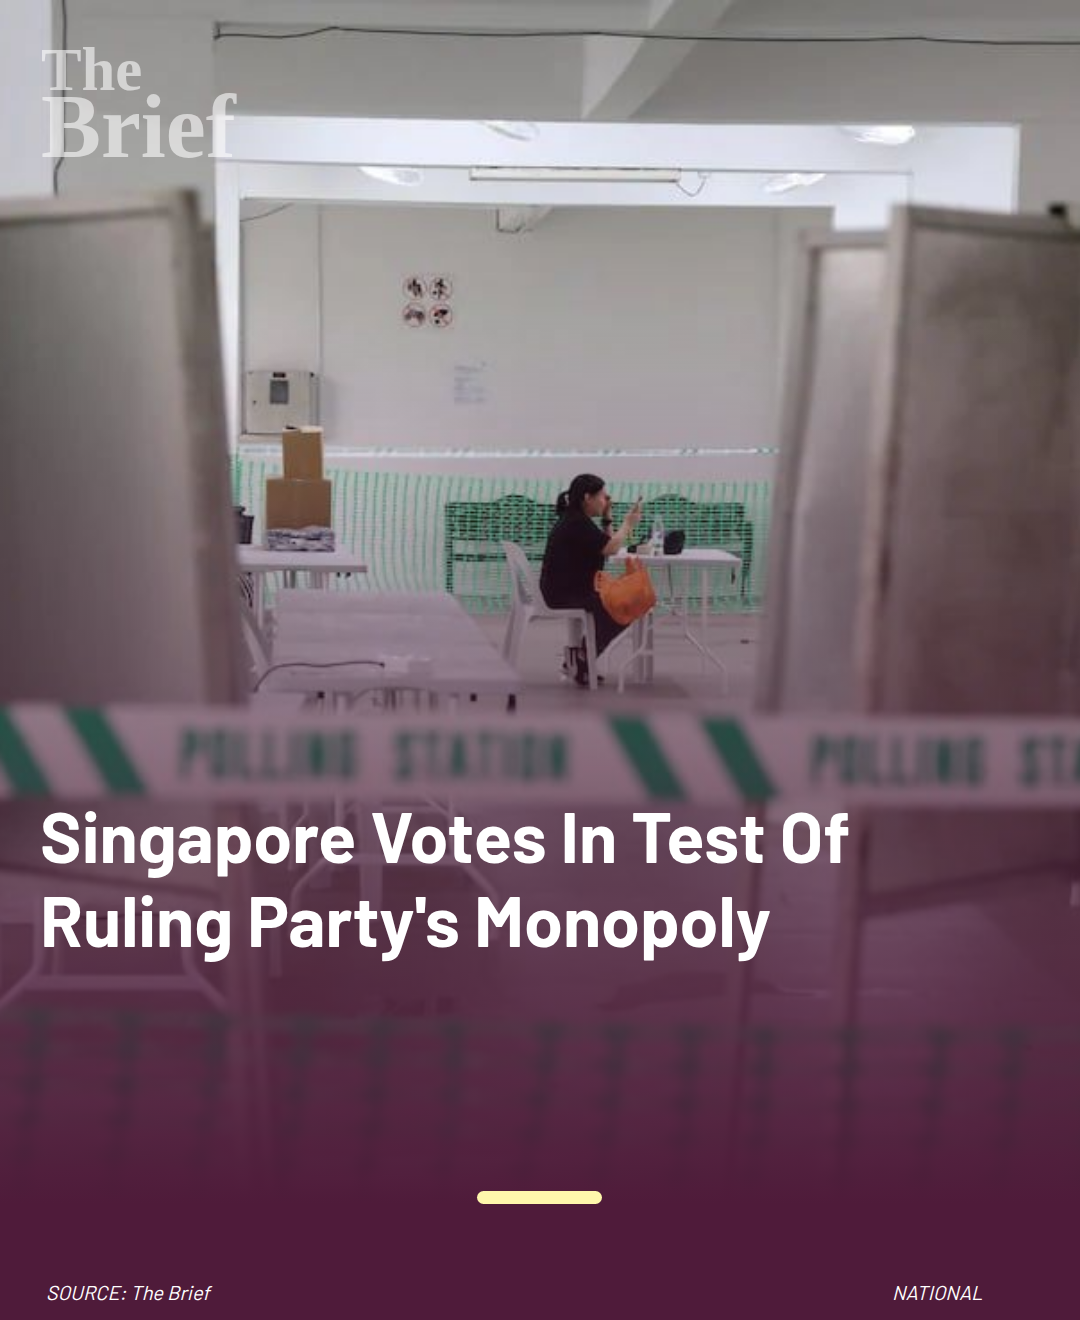 The
Brief
POLLING STATION POLLING STA
Singapore Votes In Test Of
Ruling Party's Monopoly
SOURCE: The Brief
NATIONAL